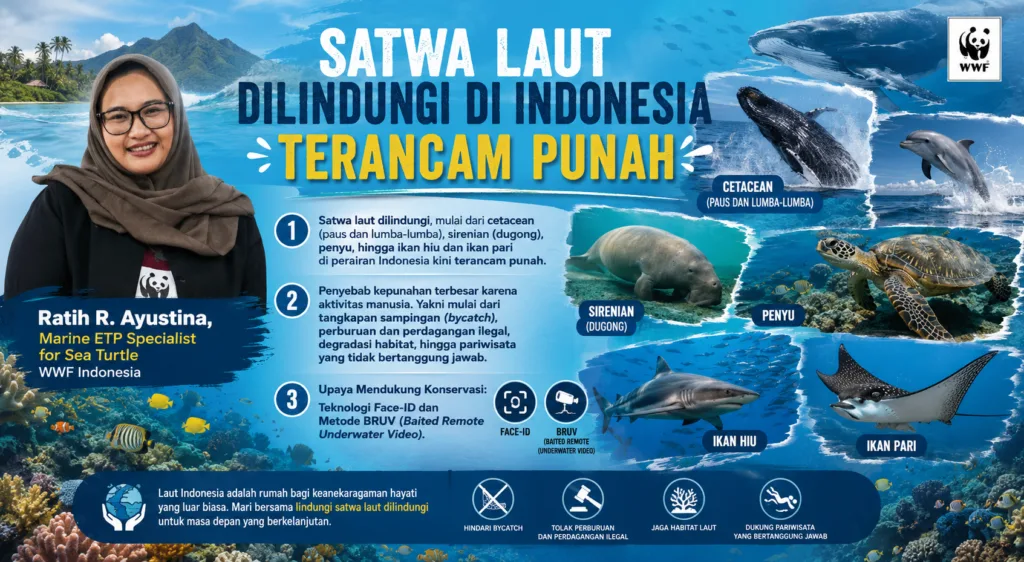 SATWA LAUT
DILINDUNGI DI INDONESIA
TERANCAM PUNAH
WWF
1
Satwa laut dilindungi, mulai dari cetacean
(paus dan lumba-lumba), sirenian (dugong),
penyu, hingga ikan hiu dan ikan pari
di perairan Indonesia kini terancam punah.
2
Penyebab kepunahan terbesar karena
aktivitas manusia. Yakni mulai dari
tangkapan sampingan (bycatch),
perburuan dan perdagangan ilegal,
degradasi habitat, hingga pariwisata
yang tidak bertanggung jawab.
3
Upaya Mendukung Konservasi:
Teknologi Face-ID dan
Metode BRUV (Baited Remote
Underwater Video).
FACE-ID
BRUV
(BAITED REMOTE
UNDERWATER VIDEO)
Ratih R. Ayustina,
Marine ETP Specialist
for Sea Turtle
WWF Indonesia
CETACEAN
(PAUS DAN LUMBA-LUMBA)
SIRENIAN
(DUGONG)
PENYU
IKAN HIU
IKAN PARI
Laut Indonesia adalah rumah bagi keanekaragaman hayati
yang luar biasa. Mari bersama lindungi satwa laut dilindungi
untuk masa depan yang berkelanjutan.
HINDARI BYCATCH
TOLAK PERBURUAN
DAN PERDAGANGAN ILEGAL
JAGA HABITAT LAUT
DUKUNG PARIWISATA
YANG BERTANGGUNG JAWAB